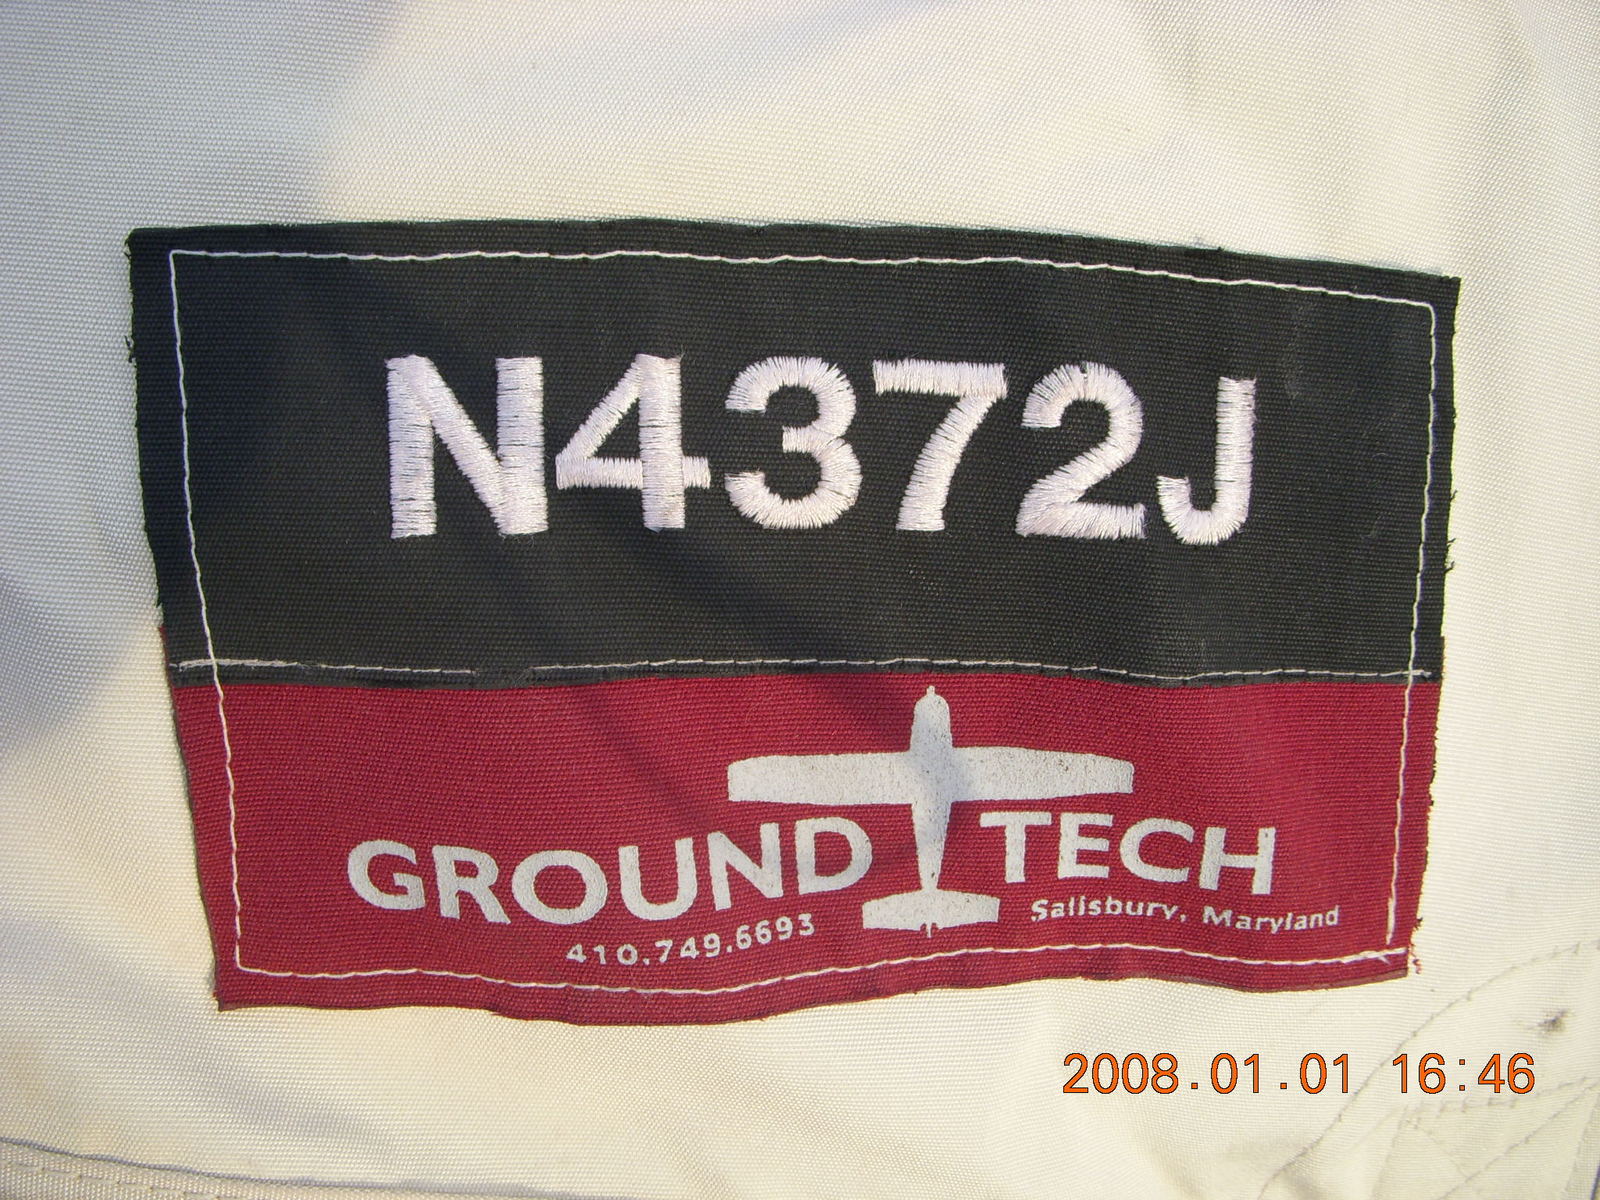 N4372J
GROUND TECH
410.749.6693
Salisbury, Maryland
2008.01.01 16:46